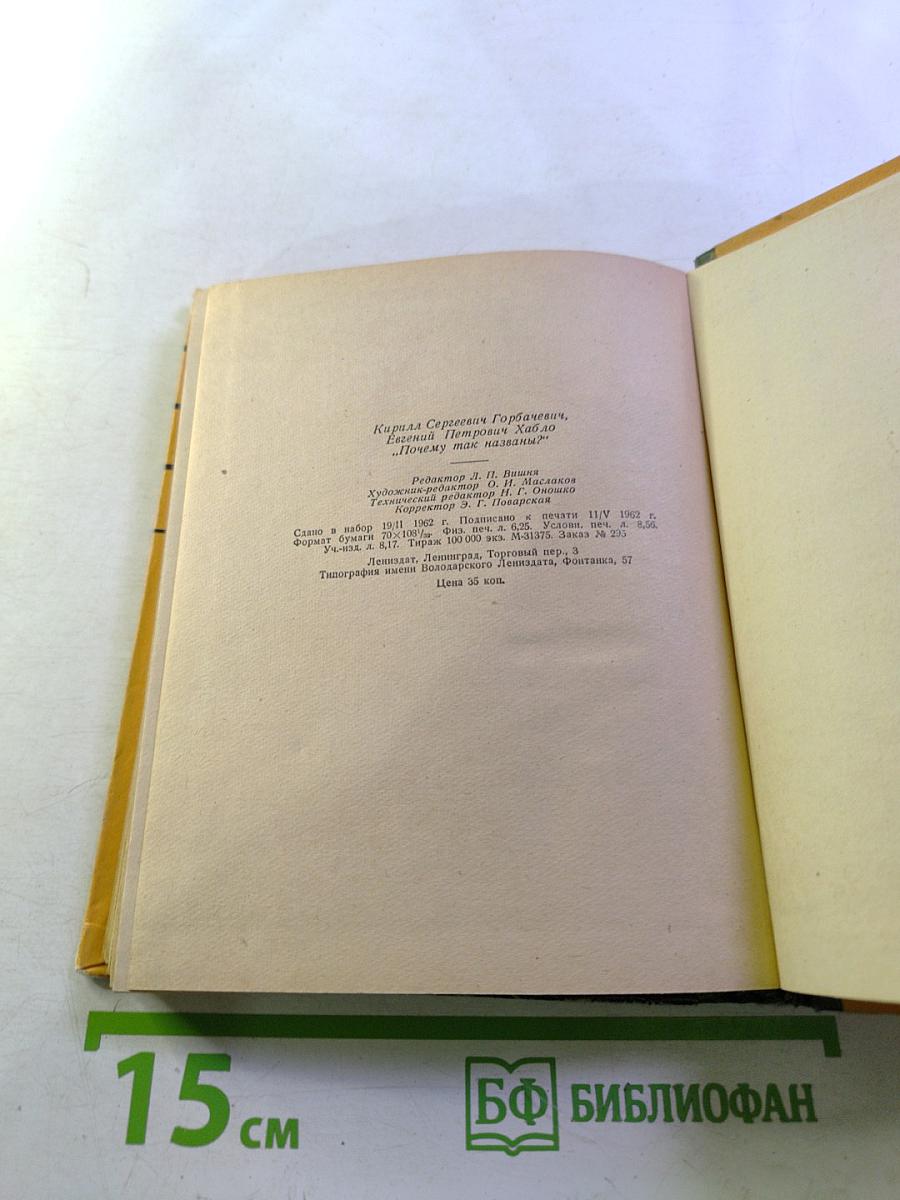 Кирилл Сергеевич Горбачевич,
Евгений Петрович Хабло
„Почему так названы?“
Редактор Л. П. Вишня
Художник-редактор О. И. Маслаков
Технический редактор Н. Г. Оношко
Корректор Э. Г. Поварская
Сдано в набор 19/II 1962 г. Подписано к печати 11/V 1962 г.
Формат бумаги 70×108¹/₃₂. Физ. печ. л. 6,25. Услови. печ. л. 8,56.
Уч.-изд. л. 8,17. Тираж 100 000 экз. М-31375. Заказ № 295
Лениздат, Ленинград, Торговый пер., 3
Типография имени Володарского Лениздата, Фонтанка, 57
Цена 35 коп.
15 см
БФ БИБЛИОФАН